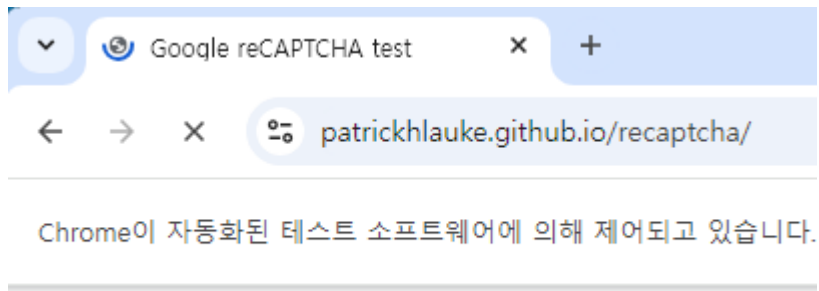 Google reCAPTCHA test
patrickhlauke.github.io/recaptcha/
Chrome이 자동화된 테스트 소프트웨어에 의해 제어되고 있습니다.